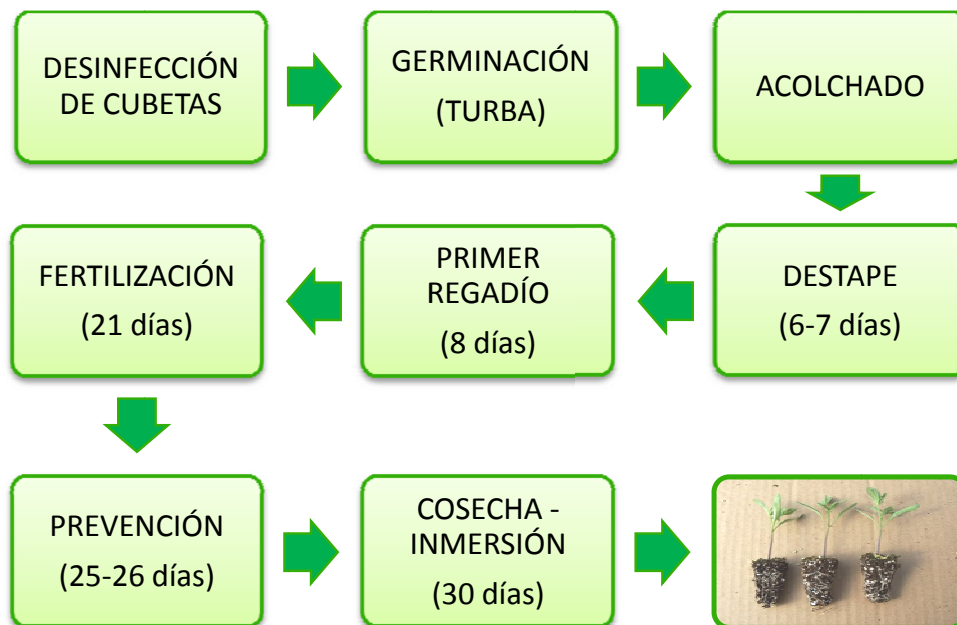 DESINFECCIÓN
DE CUBETAS
GERMINACIÓN
(TURBA)
ACOLCHADO
DESTAPE
(6-7 días)
PRIMER
REGADÍO
(8 días)
FERTILIZACIÓN
(21 días)
PREVENCIÓN
(25-26 días)
COSECHA -
INMERSIÓN
(30 días)